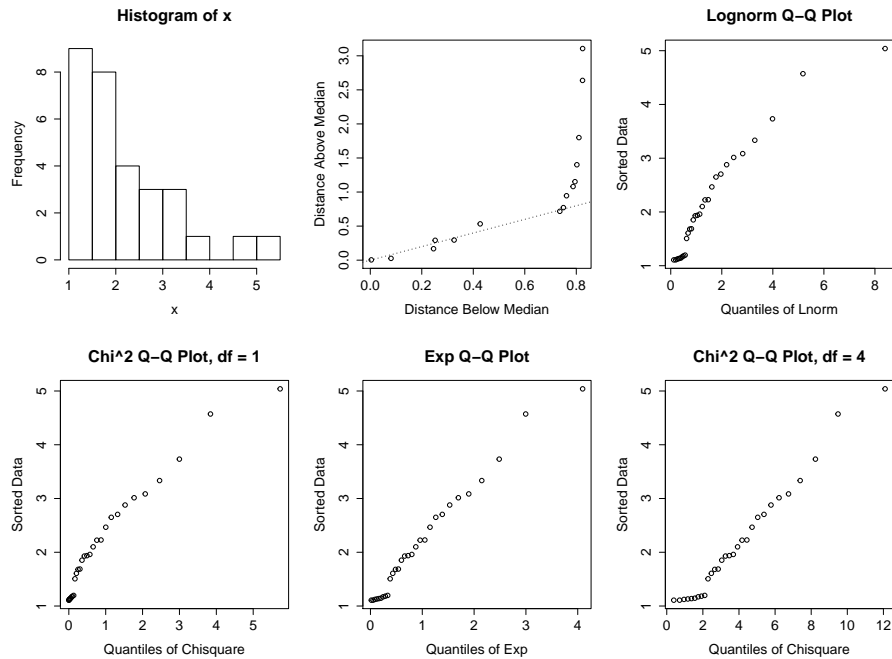 Histogram of x
Frequency
0 2 4 6 8
1 2 3 4 5
x
Distance Above Median
0.0 0.5 1.0 1.5 2.0 2.5 3.0
0.0 0.2 0.4 0.6 0.8
Distance Below Median
Lognorm Q−Q Plot
Sorted Data
1 2 3 4 5
0 2 4 6 8
Quantiles of Lnorm
Chi^2 Q−Q Plot, df = 1
Sorted Data
1 2 3 4 5
0 1 2 3 4 5
Quantiles of Chisquare
Exp Q−Q Plot
Sorted Data
1 2 3 4 5
0 1 2 3 4
Quantiles of Exp
Chi^2 Q−Q Plot, df = 4
Sorted Data
1 2 3 4 5
0 2 4 6 8 10 12
Quantiles of Chisquare